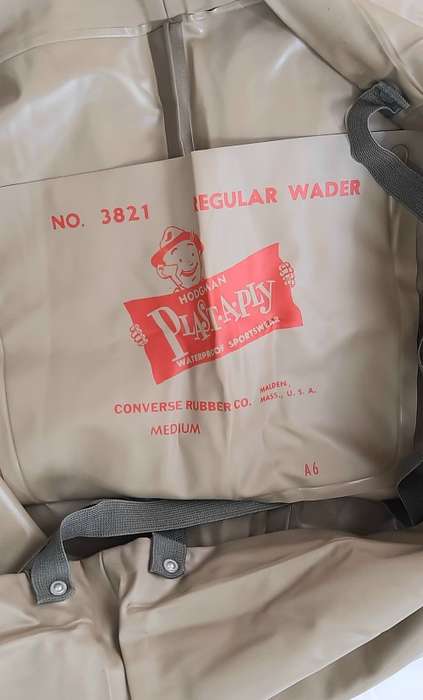 NO. 3821 REGULAR WADER
HODGMAN
PLAST-A-PLY
WATERPROOF SPORTSWEAR
CONVERSE RUBBER CO. MALDEN,
MASS., U. S. A.
MEDIUM
A6